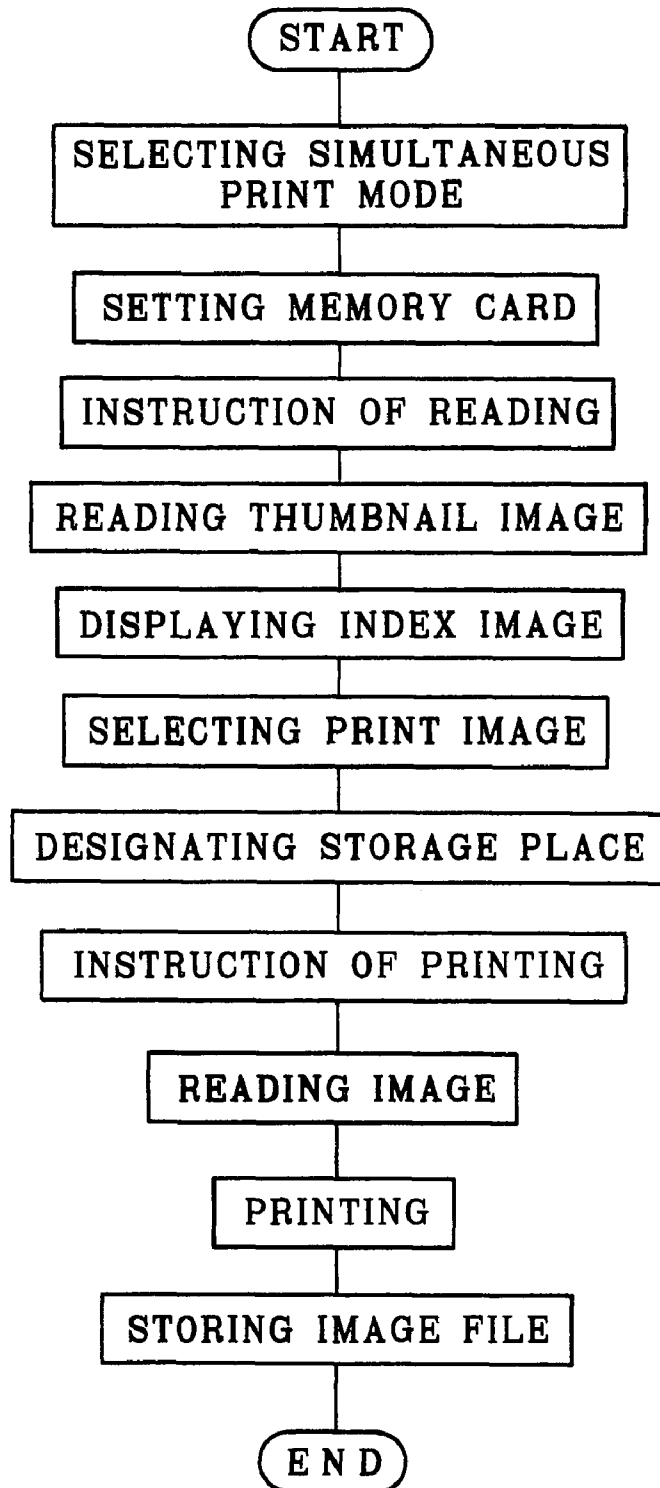 START
SELECTING SIMULTANEOUS
PRINT MODE
SETTING MEMORY CARD
INSTRUCTION OF READING
READING THUMBNAIL IMAGE
DISPLAYING INDEX IMAGE
SELECTING PRINT IMAGE
DESIGNATING STORAGE PLACE
INSTRUCTION OF PRINTING
READING IMAGE
PRINTING
STORING IMAGE FILE
END